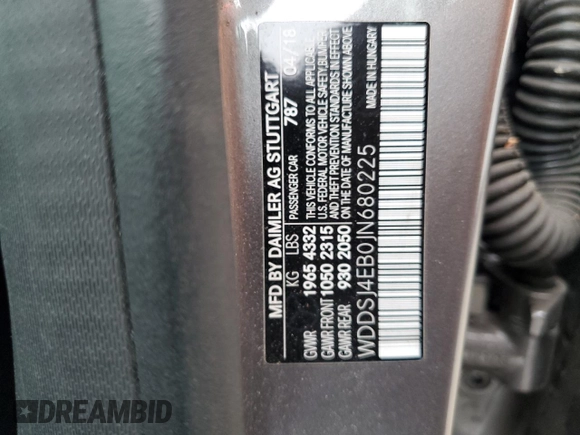 MFD BY DAIMLER AG STUTTGART
KG LBS PASSENGER CAR 787 04/18
GVWR 1965 4332 THIS VEHICLE CONFORMS TO ALL APPLICABLE
GAWR FRONT 1050 2315 U.S. FEDERAL MOTOR VEHICLE SAFETY, BUMPER,
AND THEFT PREVENTION STANDARDS IN EFFECT
GAWR REAR 930 2050 ON THE DATE OF MANUFACTURE SHOWN ABOVE
WDDSJ4EB0JN680225 MADE IN HUNGARY
DREAMBID